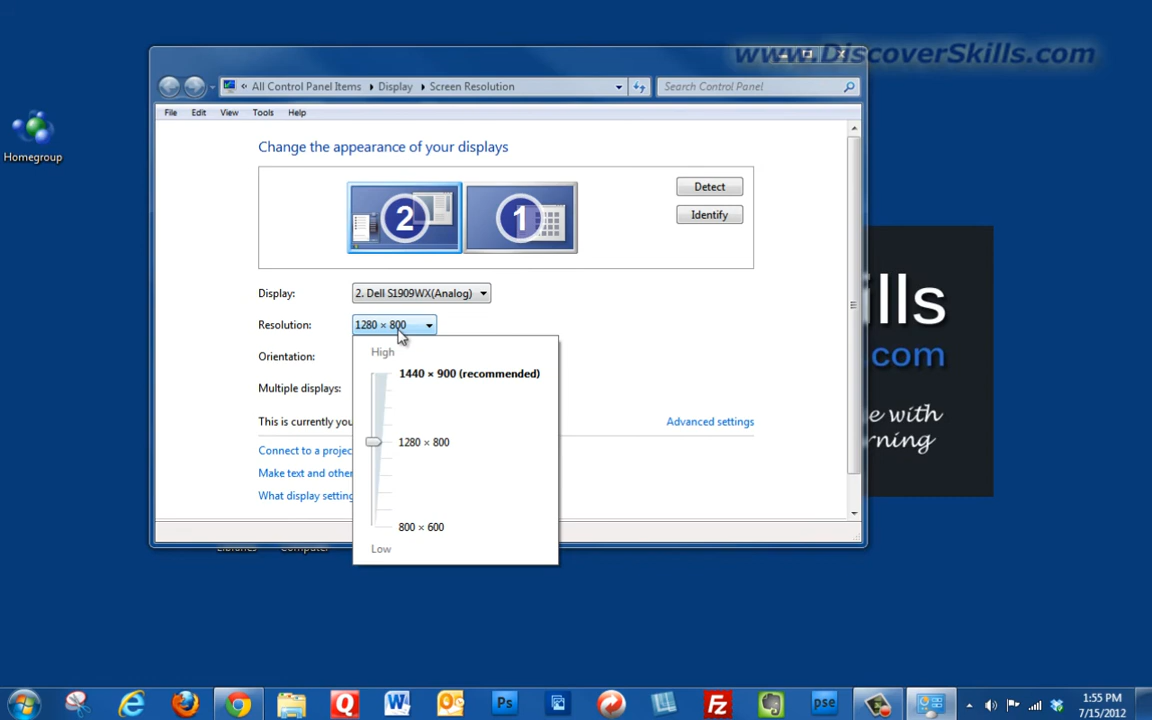 www.DiscoverSkills.com
All Control Panel Items
Display
Screen Resolution
Search Control Panel
File
Edit
View
Tools
Help
Homegroup
Change the appearance of your displays
2
1
Detect
Identify
Display:
2. Dell S1909WX(Analog)
Resolution:
1280 × 800
Orientation:
Multiple displays:
High
1440 × 900 (recommended)
1280 × 800
800 × 600
Low
This is currently you
Advanced settings
Connect to a projec
Make text and other
What display setting
ills
com
e with
rning
Libraries
Computer
Q
W
O
Ps
Fz
pse
1:55 PM
7/15/2012